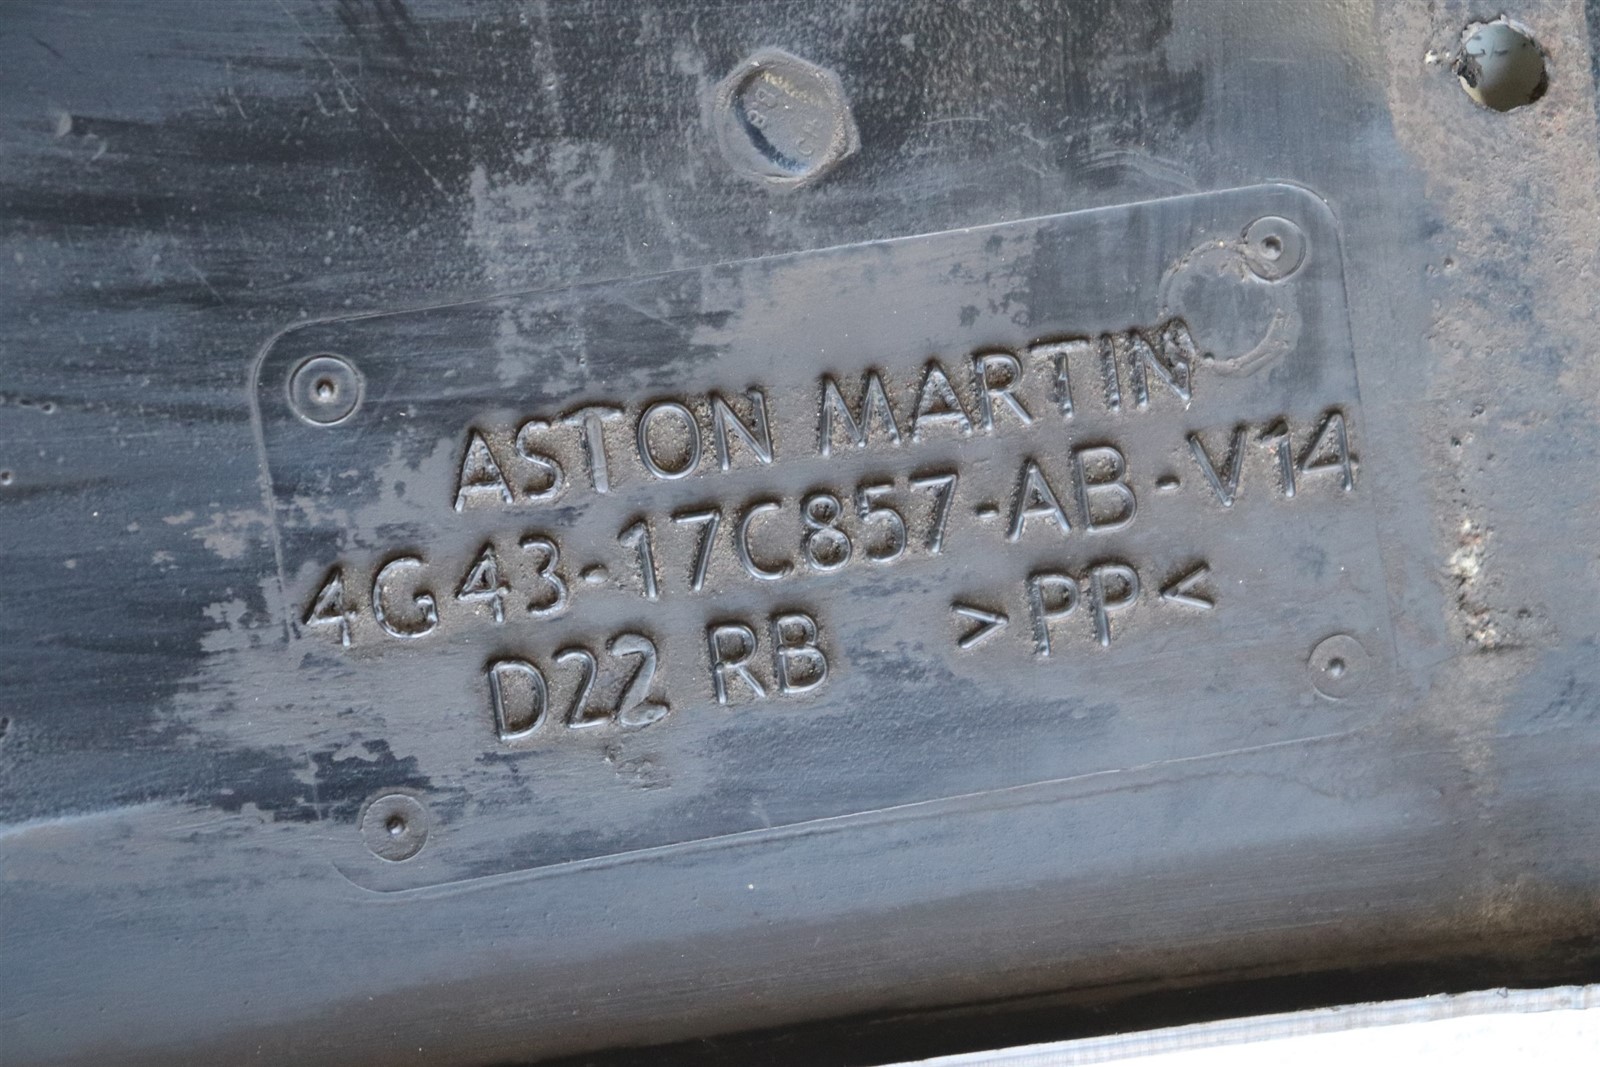 ASTON MARTIN
4G43-17C857-AB-V14
D22 RB >PP<